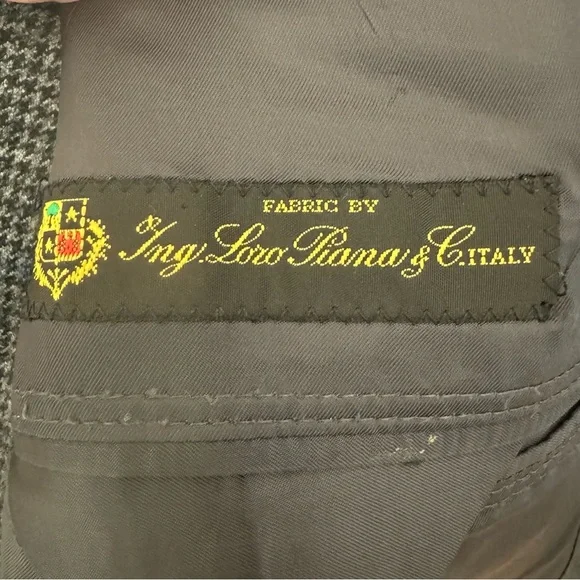 FABRIC BY
Ing. Loro Piana & C. ITALY